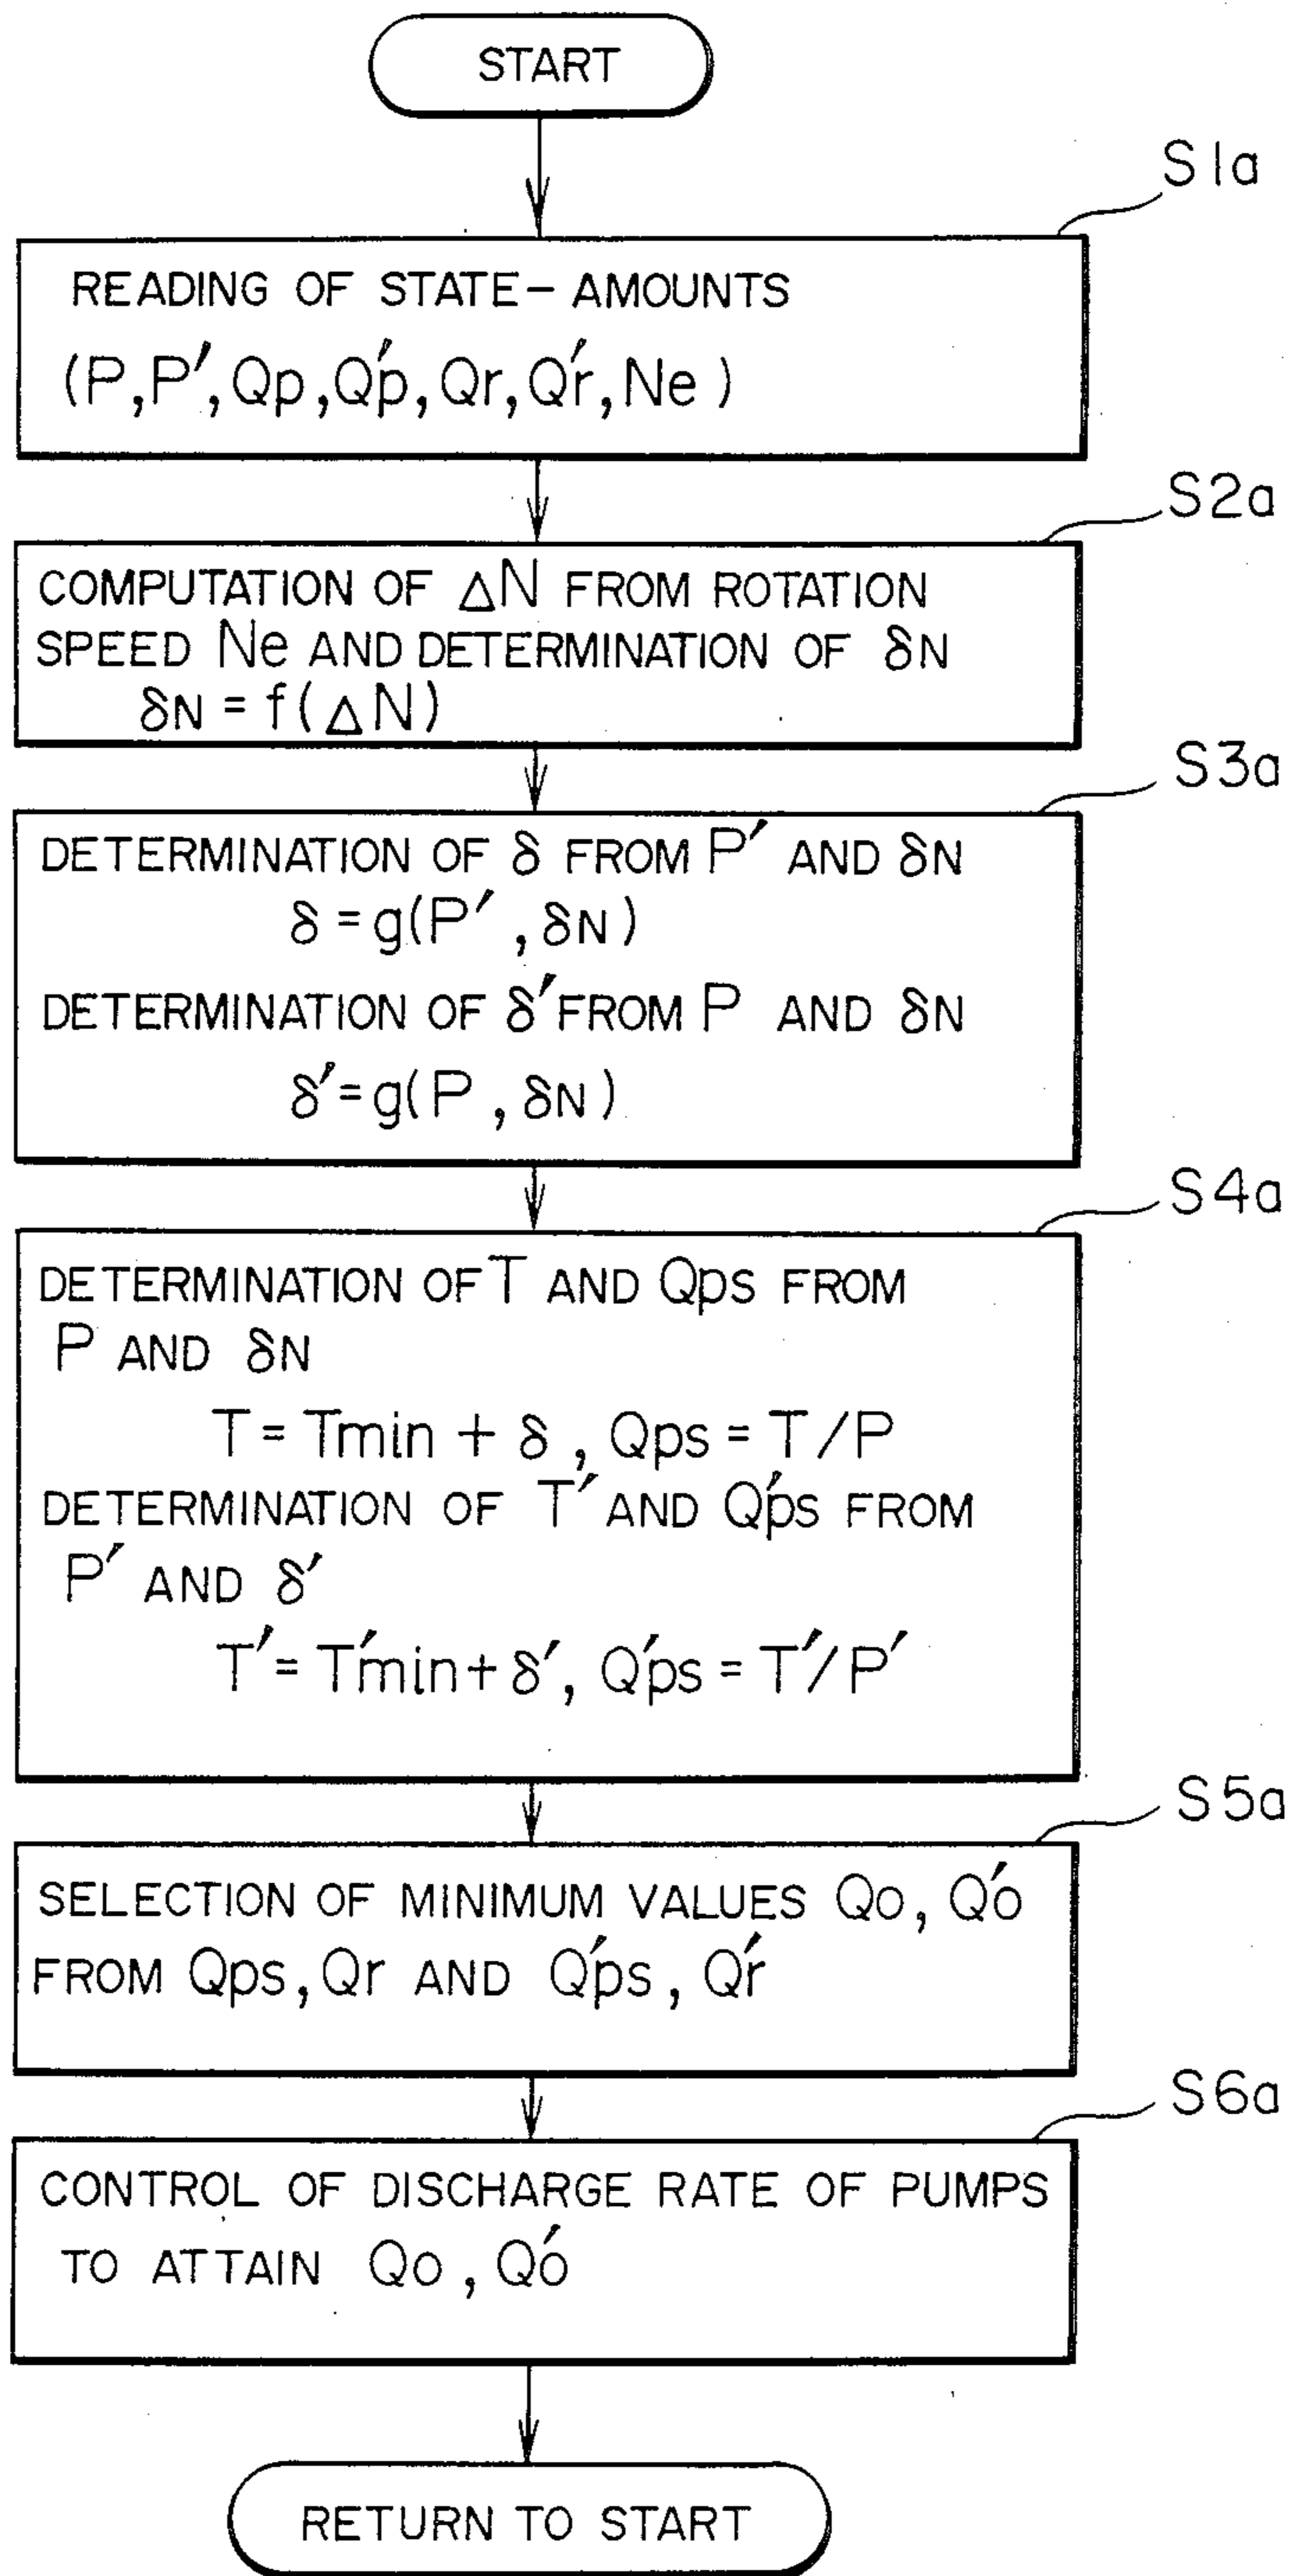 START
S1a
READING OF STATE-AMOUNTS
(P, P', Qp, Q'p, Qr, Q'r, Ne)
S2a
COMPUTATION OF ΔN FROM ROTATION
SPEED Ne AND DETERMINATION OF δN
δN = f(ΔN)
S3a
DETERMINATION OF δ FROM P' AND δN
δ = g(P', δN)
DETERMINATION OF δ' FROM P AND δN
δ' = g(P, δN)
S4a
DETERMINATION OF T AND Qps FROM
P AND δN
T = Tmin + δ, Qps = T/P
DETERMINATION OF T' AND Q'ps FROM
P' AND δ'
T' = T'min + δ', Q'ps = T'/P'
S5a
SELECTION OF MINIMUM VALUES Qo, Q'o
FROM Qps, Qr AND Q'ps, Q'r
S6a
CONTROL OF DISCHARGE RATE OF PUMPS
TO ATTAIN Qo, Q'o
RETURN TO START